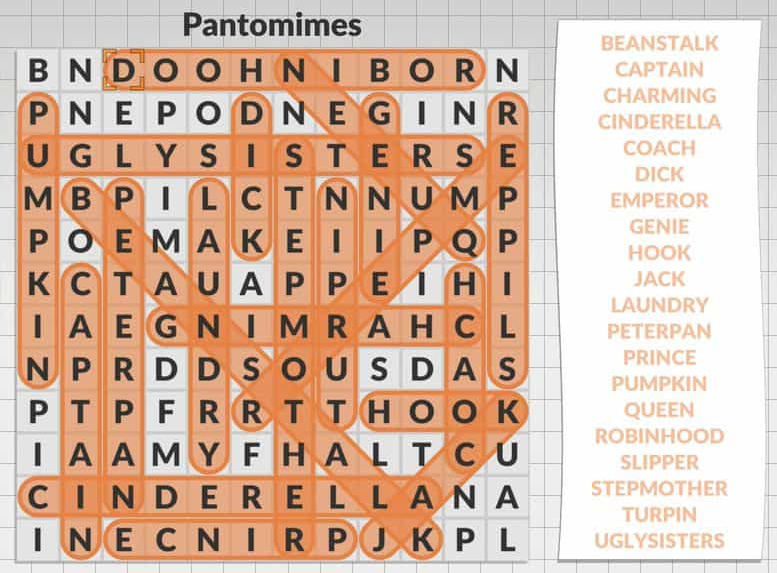 Pantomimes
B N D O O H N I B O R N
P N E P O D N E G I N R
U G L Y S I S T E R S E
M B P I L C T N N U M P
P O E M A K E I I P Q P
K C T A U A P P E I H I
I A E G N I M R A H C L
N P R D D S O U S D A S
P T P F R R T T H O O K
I A A M Y F H A L T C U
C I N D E R E L L A N A
I N E C N I R P J K P L
BEANSTALK
CAPTAIN
CHARMING
CINDERELLA
COACH
DICK
EMPEROR
GENIE
HOOK
JACK
LAUNDRY
PETERPAN
PRINCE
PUMPKIN
QUEEN
ROBINHOOD
SLIPPER
STEPMOTHER
TURPIN
UGLYSISTERS